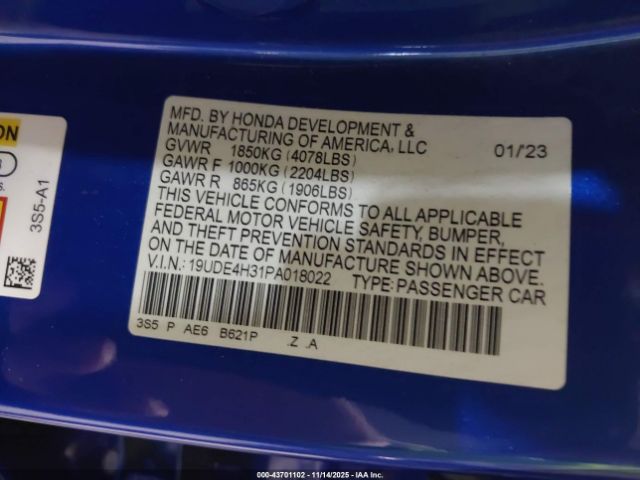 MFD. BY HONDA DEVELOPMENT &
MANUFACTURING OF AMERICA, LLC 01/'23
GVWR 1850KG (4078LBS)
GAWR F 1000KG (2204LBS)
GAWR R 865KG (1906LBS)
THIS VEHICLE CONFORMS TO ALL APPLICABLE
FEDERAL MOTOR VEHICLE SAFETY, BUMPER,
AND THEFT PREVENTION STANDARDS IN EFFECT
ON THE DATE OF MANUFACTURE SHOWN ABOVE.
V.I.N.: 19UDE4H31PA018022 TYPE: PASSENGER CAR
3S5 P AE6 B621P .Z .A
3S5-A1
000-43701102 — 11/14/2025 — IAA Inc.